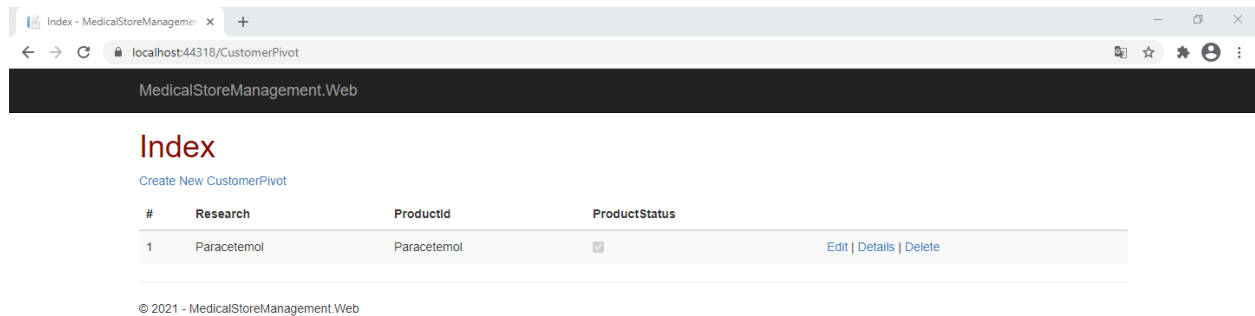 Index - MedicalStoreManagemen
localhost:44318/CustomerPivot
MedicalStoreManagement.Web
Index
Create New CustomerPivot
# Research ProductId ProductStatus
1 Paracetemol Paracetemol Edit | Details | Delete
© 2021 - MedicalStoreManagement.Web